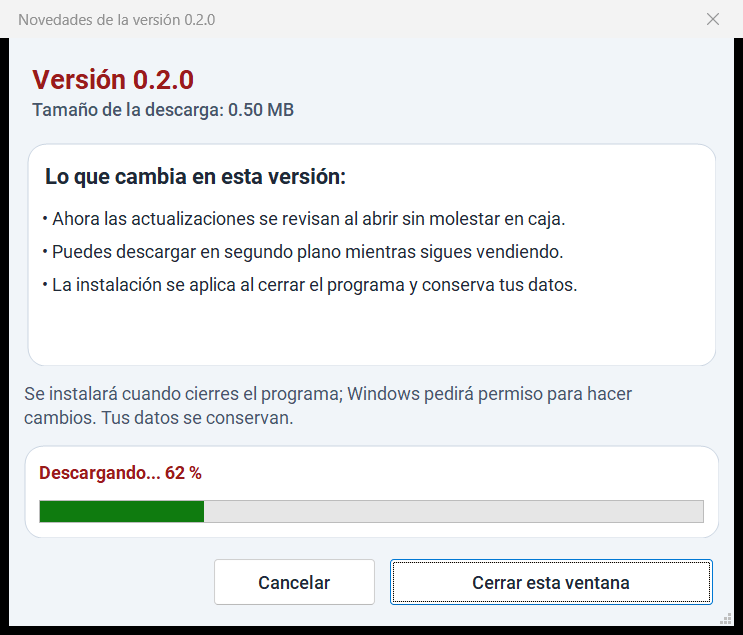 Novedades de la versión 0.2.0
Versión 0.2.0
Tamaño de la descarga: 0.50 MB
Lo que cambia en esta versión:
• Ahora las actualizaciones se revisan al abrir sin molestar en caja.
• Puedes descargar en segundo plano mientras sigues vendiendo.
• La instalación se aplica al cerrar el programa y conserva tus datos.
Se instalará cuando cierres el programa; Windows pedirá permiso para hacer
cambios. Tus datos se conservan.
Descargando... 62 %
Cancelar
Cerrar esta ventana